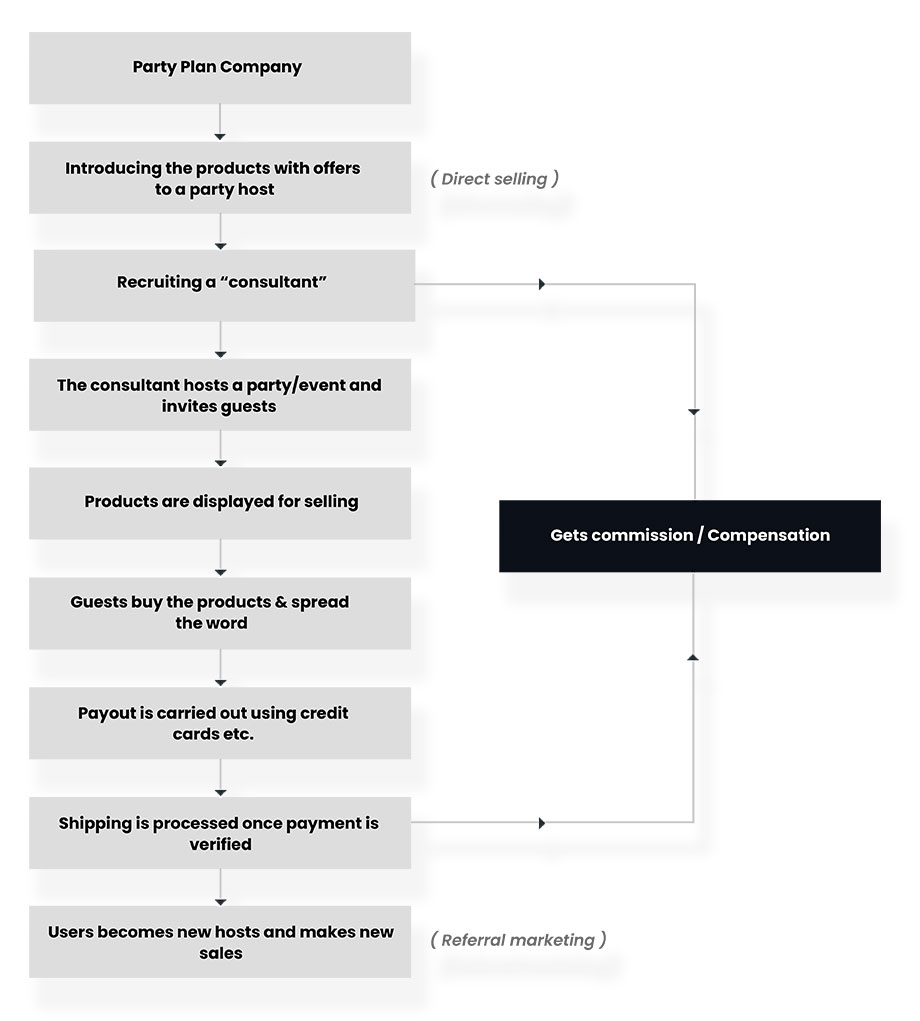 Party Plan Company
Introducing the products with offers
to a party host
( Direct selling )
Recruiting a “consultant”
The consultant hosts a party/event and
invites guests
Products are displayed for selling
Gets commission / Compensation
Guests buy the products & spread
the word
Payout is carried out using credit
cards etc.
Shipping is processed once payment is
verified
Users becomes new hosts and makes new
sales
( Referral marketing )